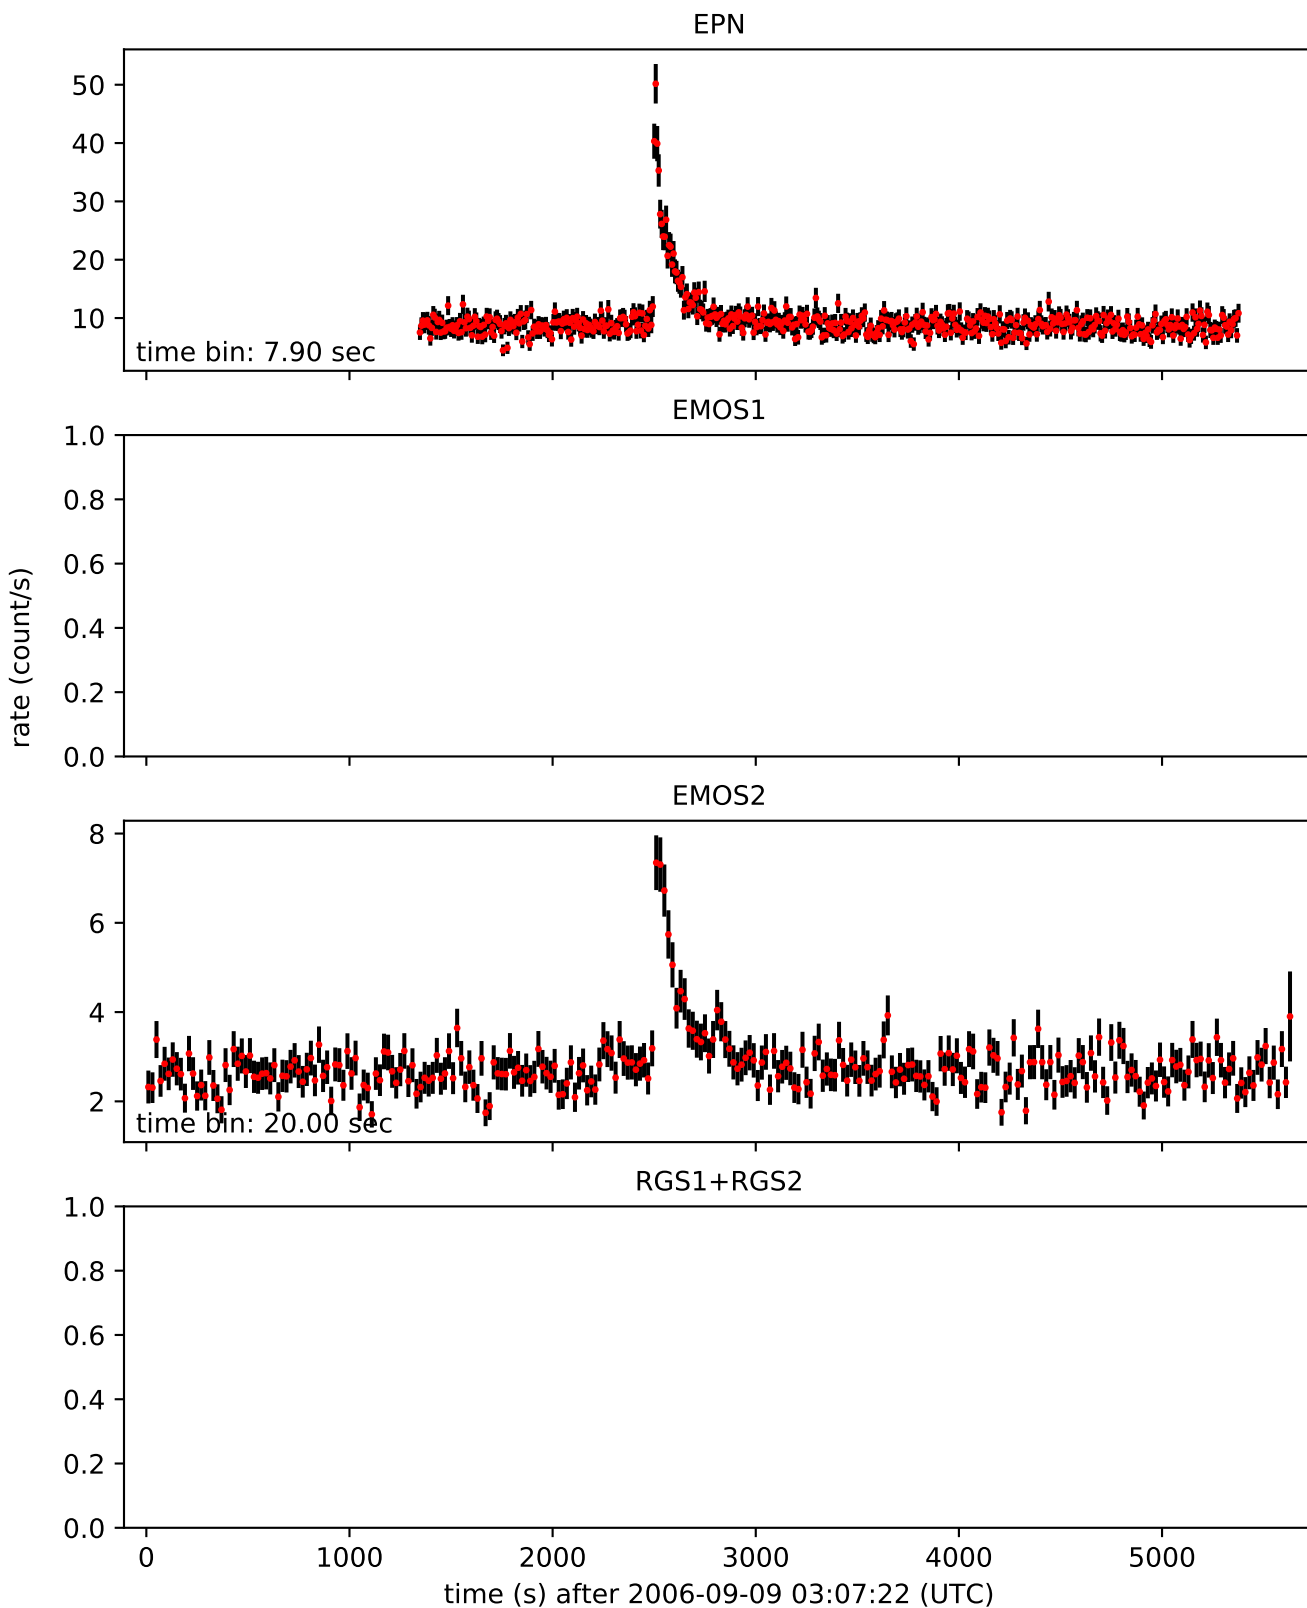 EPN
50
40
30
20
10
time bin: 7.90 sec
EMOS1
1.0
0.8
0.6
0.4
0.2
0.0
rate (count/s)
EMOS2
8
6
4
2
time bin: 20.00 sec
RGS1+RGS2
1.0
0.8
0.6
0.4
0.2
0.0
0 1000 2000 3000 4000 5000
time (s) after 2006-09-09 03:07:22 (UTC)